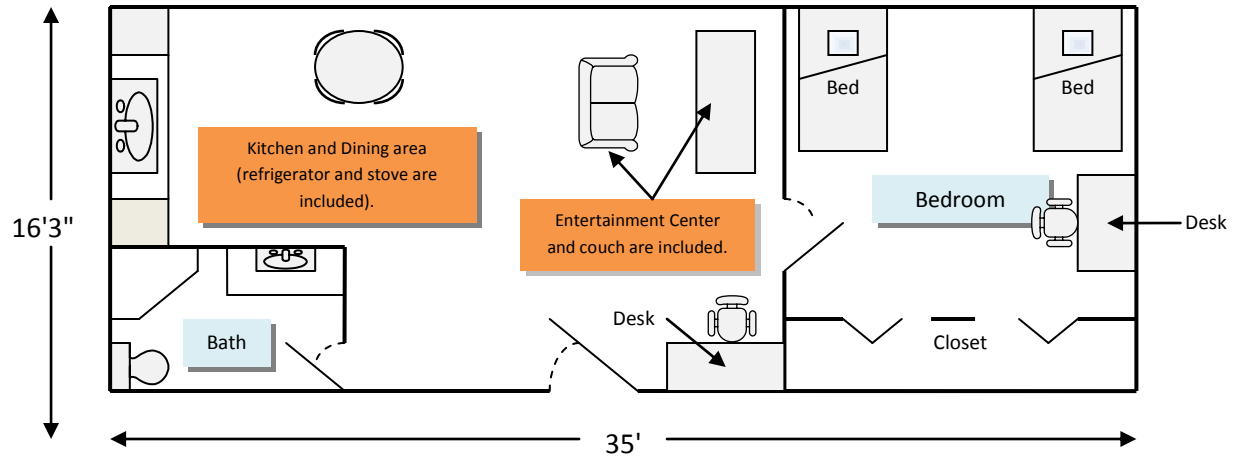 Bed
Bed
Kitchen and Dining area
(refrigerator and stove are
included).
Bedroom
16'3"
Entertainment Center
and couch are included.
Desk
Desk
Bath
Closet
35'